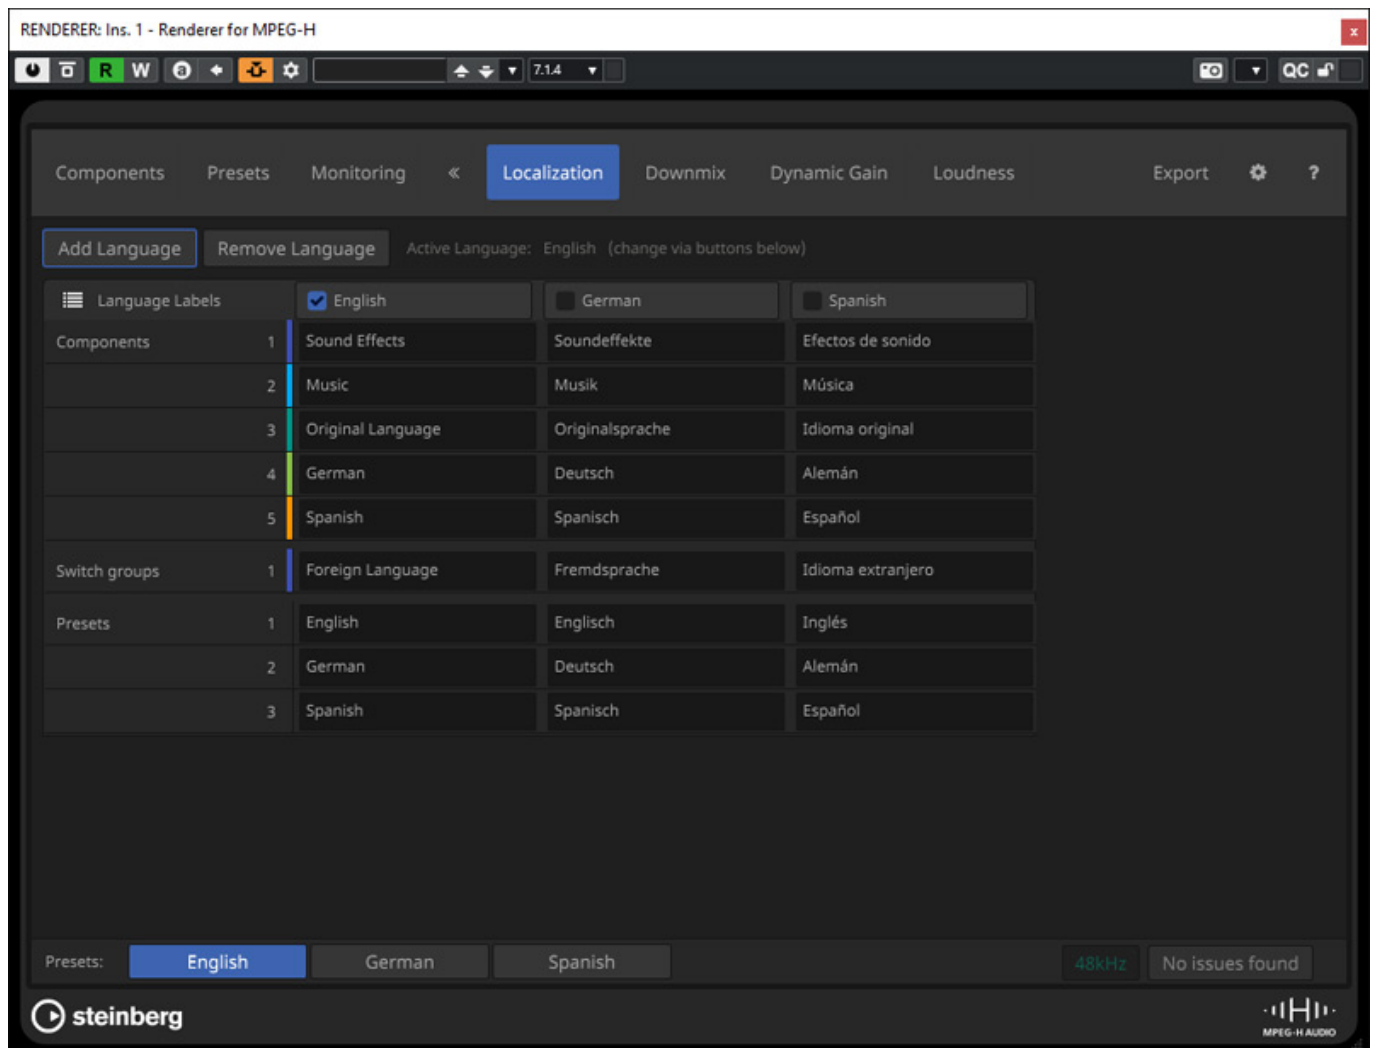 RENDERER: Ins. 1 - Renderer for MPEG-H
R W a 7.1.4 QC
Components Presets Monitoring « Localization Downmix Dynamic Gain Loudness Export ?
Add Language Remove Language Active Language: English (change via buttons below)
Language Labels English German Spanish
Components 1 Sound Effects Soundeffekte Efectos de sonido
2 Music Musik Música
3 Original Language Originalsprache Idioma original
4 German Deutsch Alemán
5 Spanish Spanisch Español
Switch groups 1 Foreign Language Fremdsprache Idioma extranjero
Presets 1 English Englisch Inglés
2 German Deutsch Alemán
3 Spanish Spanisch Español
Presets: English German Spanish 48kHz No issues found
steinberg
MPEG-H AUDIO